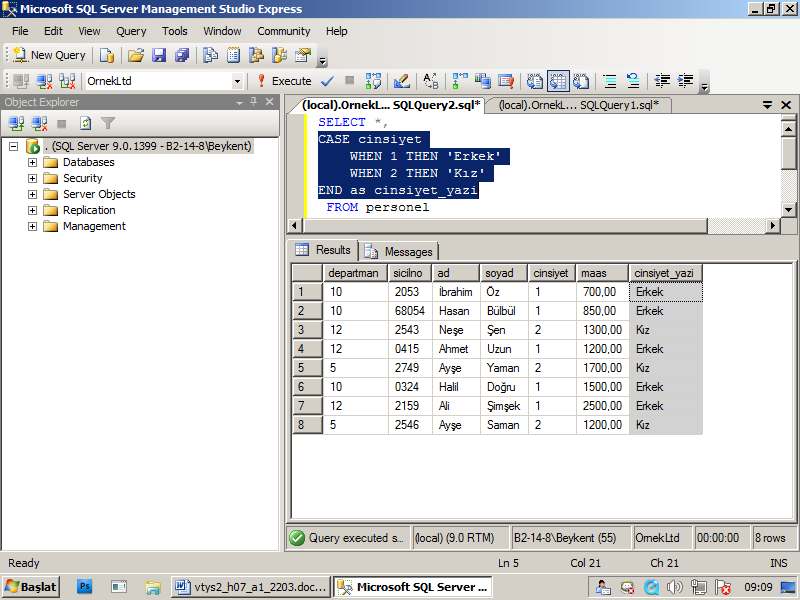 Microsoft SQL Server Management Studio Express
File Edit View Query Tools Window Community Help
New Query
OrnekLtd Execute
Object Explorer
. (SQL Server 9.0.1399 - B2-14-8\Beykent)
Databases
Security
Server Objects
Replication
Management
(local).OrnekL... SQLQuery2.sql* (local).OrnekL... SQLQuery1.sql*
SELECT *,
CASE cinsiyet
WHEN 1 THEN 'Erkek'
WHEN 2 THEN 'Kız'
END as cinsiyet_yazi
FROM personel
Results Messages
departman sicilno ad soyad cinsiyet maas cinsiyet_yazi
1 10 2053 İbrahim Öz 1 700,00 Erkek
2 10 68054 Hasan Bülbül 1 850,00 Erkek
3 12 2543 Neşe Şen 2 1300,00 Kız
4 12 0415 Ahmet Uzun 1 1200,00 Erkek
5 5 2749 Ayşe Yaman 2 1700,00 Kız
6 10 0324 Halil Doğru 1 1500,00 Erkek
7 12 2159 Ali Şimşek 1 2500,00 Erkek
8 5 2546 Ayşe Saman 2 1200,00 Kız
Query executed s... (local) (9.0 RTM) B2-14-8\Beykent (55) OrnekLtd 00:00:00 8 rows
Ready Ln 5 Col 21 Ch 21 INS
Başlat Ps vtys2_h07_a1_2203.doc... Microsoft SQL Server ... 09:09